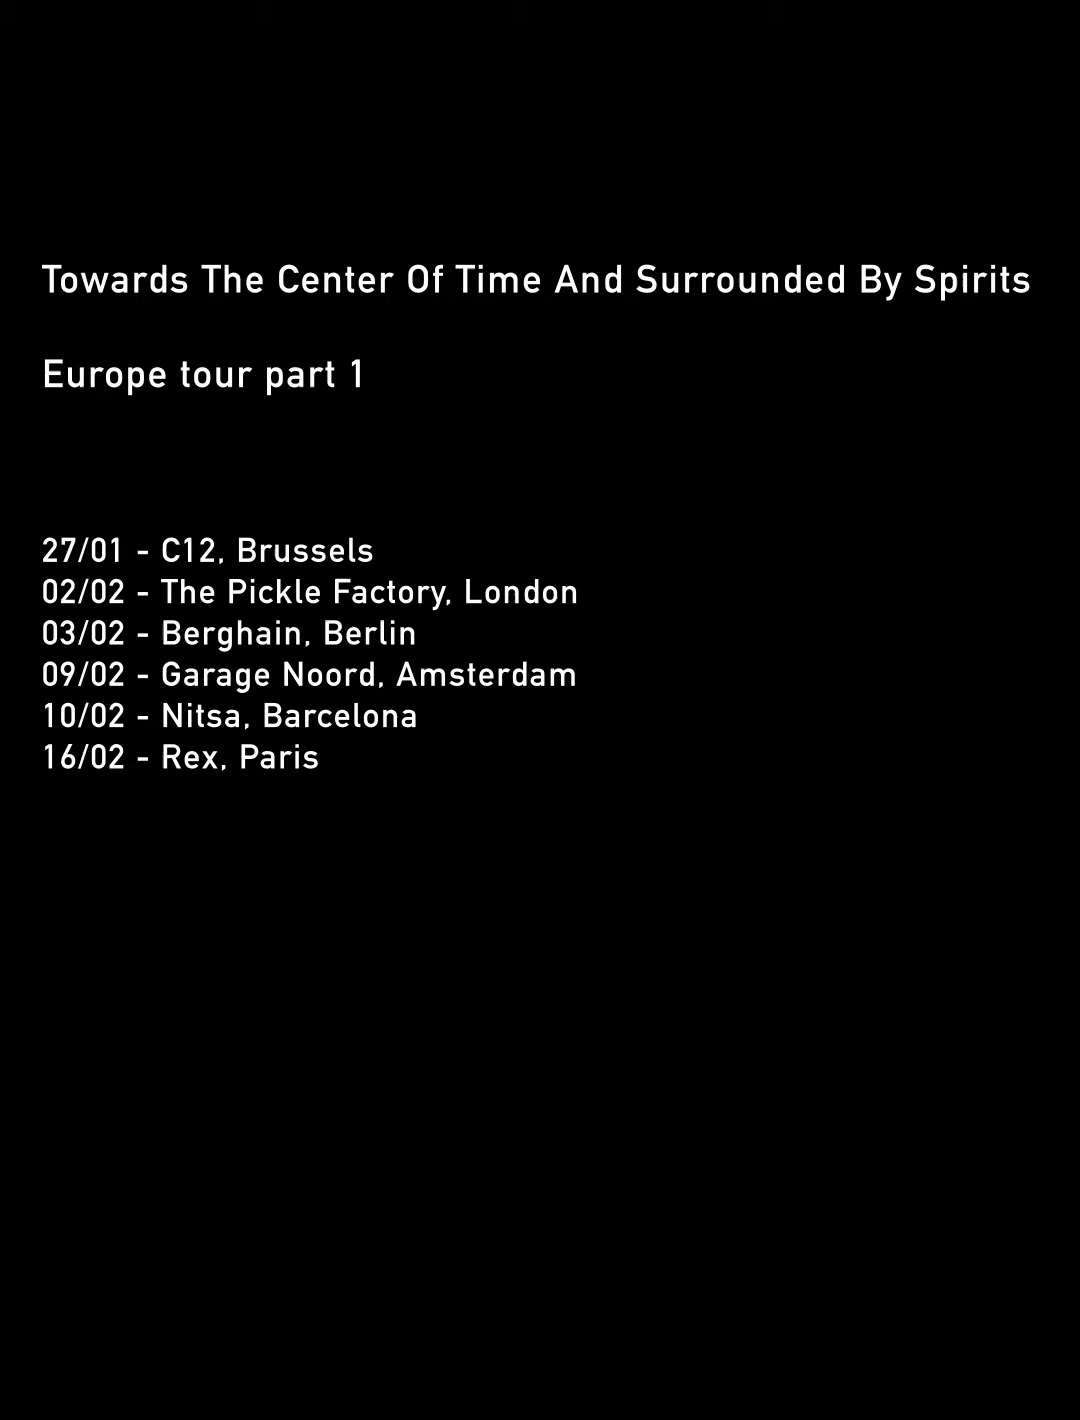 Towards The Center Of Time And Surrounded By Spirits
Europe tour part 1
27/01 - C12, Brussels
02/02 - The Pickle Factory, London
03/02 - Berghain, Berlin
09/02 - Garage Noord, Amsterdam
10/02 - Nitsa, Barcelona
16/02 - Rex, Paris